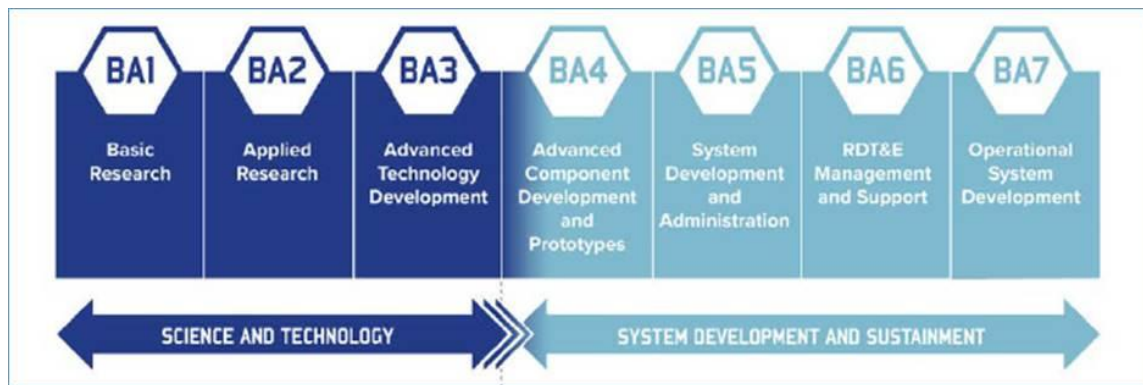 BA1
BA2
BA3
BA4
BA5
BA6
BA7
Basic
Research
Applied
Research
Advanced
Technology
Development
Advanced
Component
Development
and
Prototypes
System
Development
and
Administration
RDT&E
Management
and Support
Operational
System
Development
SCIENCE AND TECHNOLOGY
SYSTEM DEVELOPMENT AND SUSTAINMENT